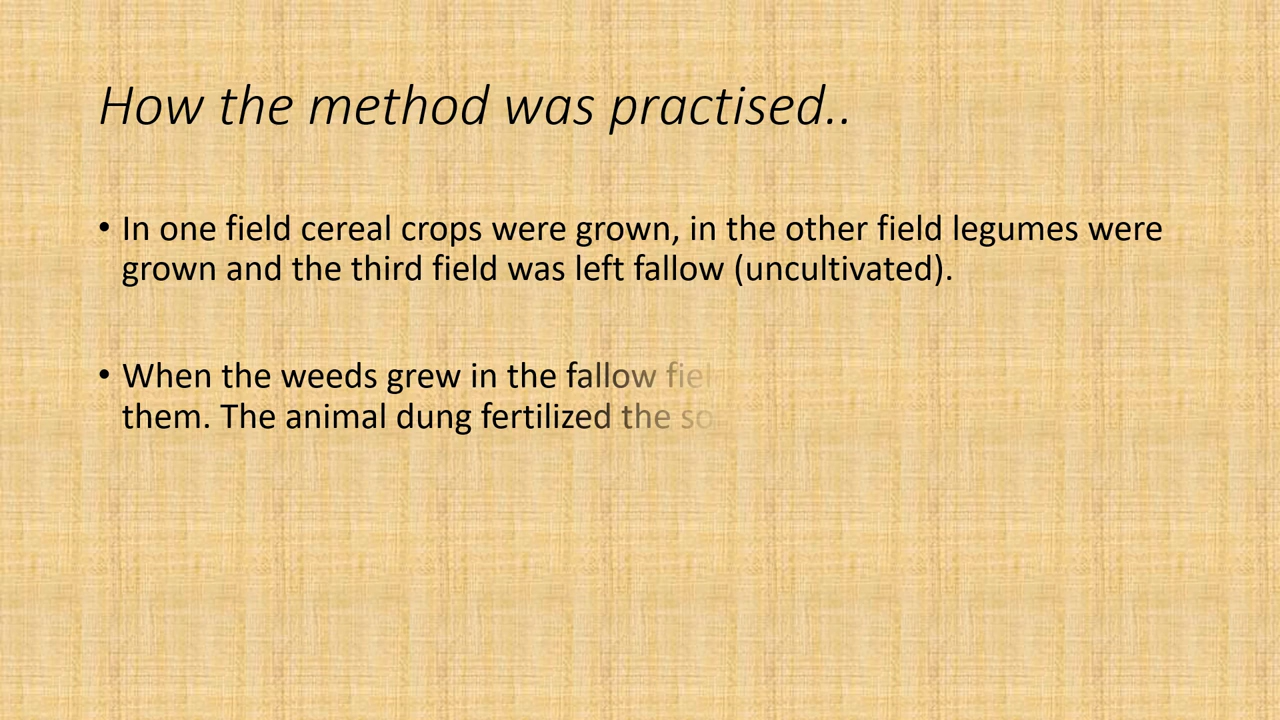 How the method was practised..
• In one field cereal crops were grown, in the other field legumes were
grown and the third field was left fallow (uncultivated).
• When the weeds grew in the fallow
them. The animal dung fertilized the